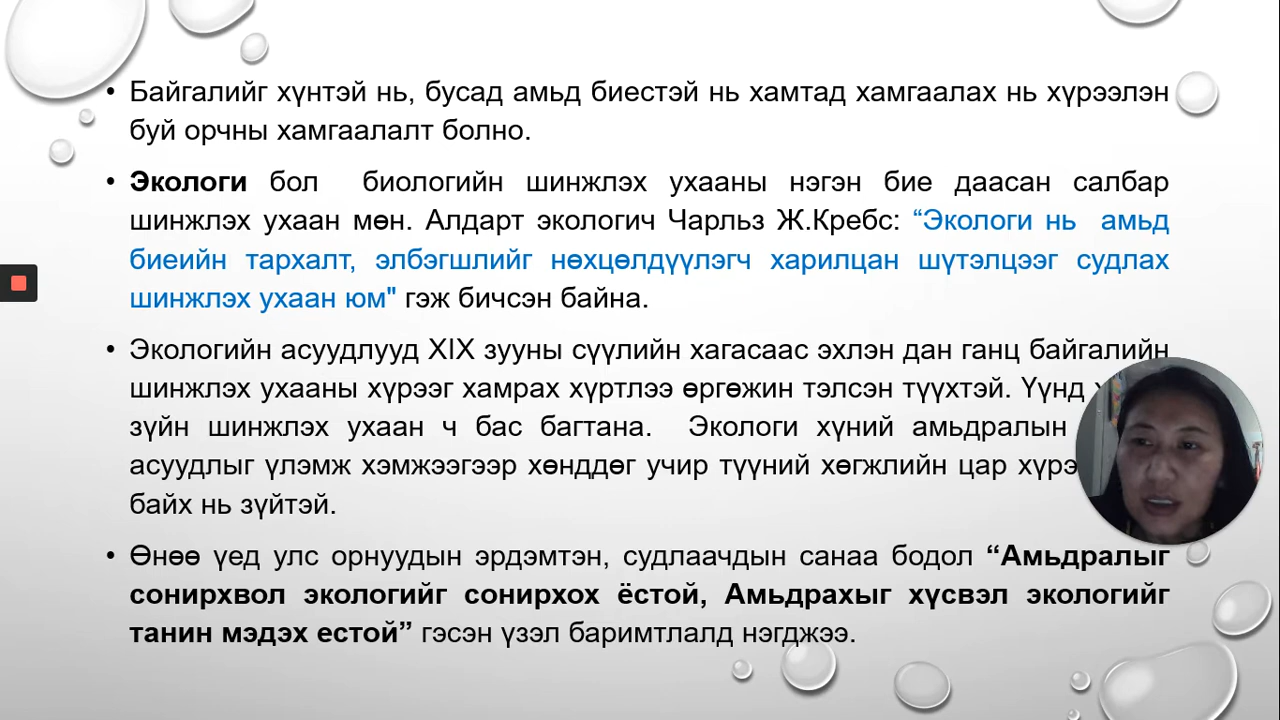 Байгалийг хүнтэй нь, бусад амьд биестэй нь хамтад хамгаалах нь хүрээлэн
буй орчны хамгаалалт болно.
Экологи бол биологийн шинжлэх ухааны нэгэн бие даасан салбар
шинжлэх ухаан мөн. Алдарт экологич Чарльз Ж.Кребс: “Экологи нь амьд
биеийн тархалт, элбэгшлийг нөхцөлдүүлэгч харилцан шүтэлцээг судлах
шинжлэх ухаан юм" гэж бичсэн байна.
Экологийн асуудлууд XIX зууны сүүлийн хагасаас эхлэн дан ганц байгалийн
шинжлэх ухааны хүрээг хамрах хүртлээ өргөжин тэлсэн түүхтэй. Үүнд
зүйн шинжлэх ухаан ч бас багтана. Экологи хүний амьдралын
асуудлыг үлэмж хэмжээгээр хөнддөг учир түүний хөгжлийн цар
байх нь зүйтэй.
Өнөө үед улс орнуудын эрдэмтэн, судлаачдын санаа бодол “Амьдралыг
сонирхвол экологийг сонирхох ёстой, Амьдрахыг хүсвэл экологийг
танин мэдэх естой” гэсэн үзэл баримтлалд нэгджээ.